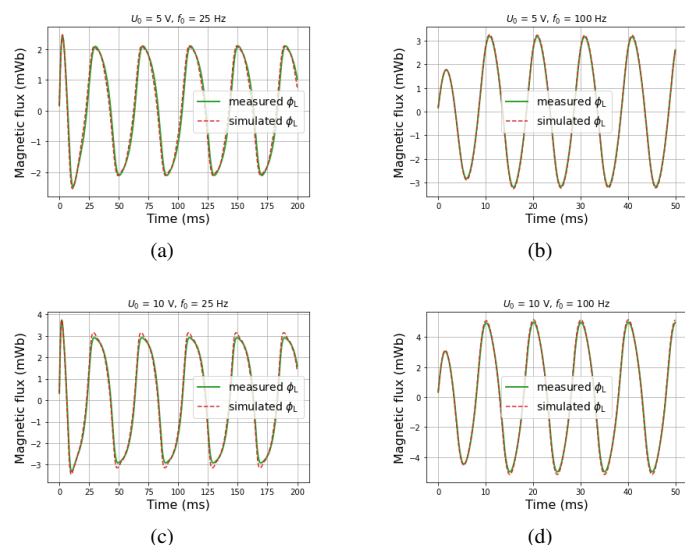 U₀ = 5 V, f₀ = 25 Hz
Magnetic flux (mWb)
2
1
0
−1
−2
measured ϕL
simulated ϕL
0 25 50 75 100 125 150 175 200
Time (ms)
(a)
U₀ = 5 V, f₀ = 100 Hz
Magnetic flux (mWb)
3
2
1
0
−1
−2
−3
measured ϕL
simulated ϕL
0 10 20 30 40 50
Time (ms)
(b)
U₀ = 10 V, f₀ = 25 Hz
Magnetic flux (mWb)
4
3
2
1
0
−1
−2
−3
measured ϕL
simulated ϕL
0 25 50 75 100 125 150 175 200
Time (ms)
(c)
U₀ = 10 V, f₀ = 100 Hz
Magnetic flux (mWb)
4
2
0
−2
−4
measured ϕL
simulated ϕL
0 10 20 30 40 50
Time (ms)
(d)